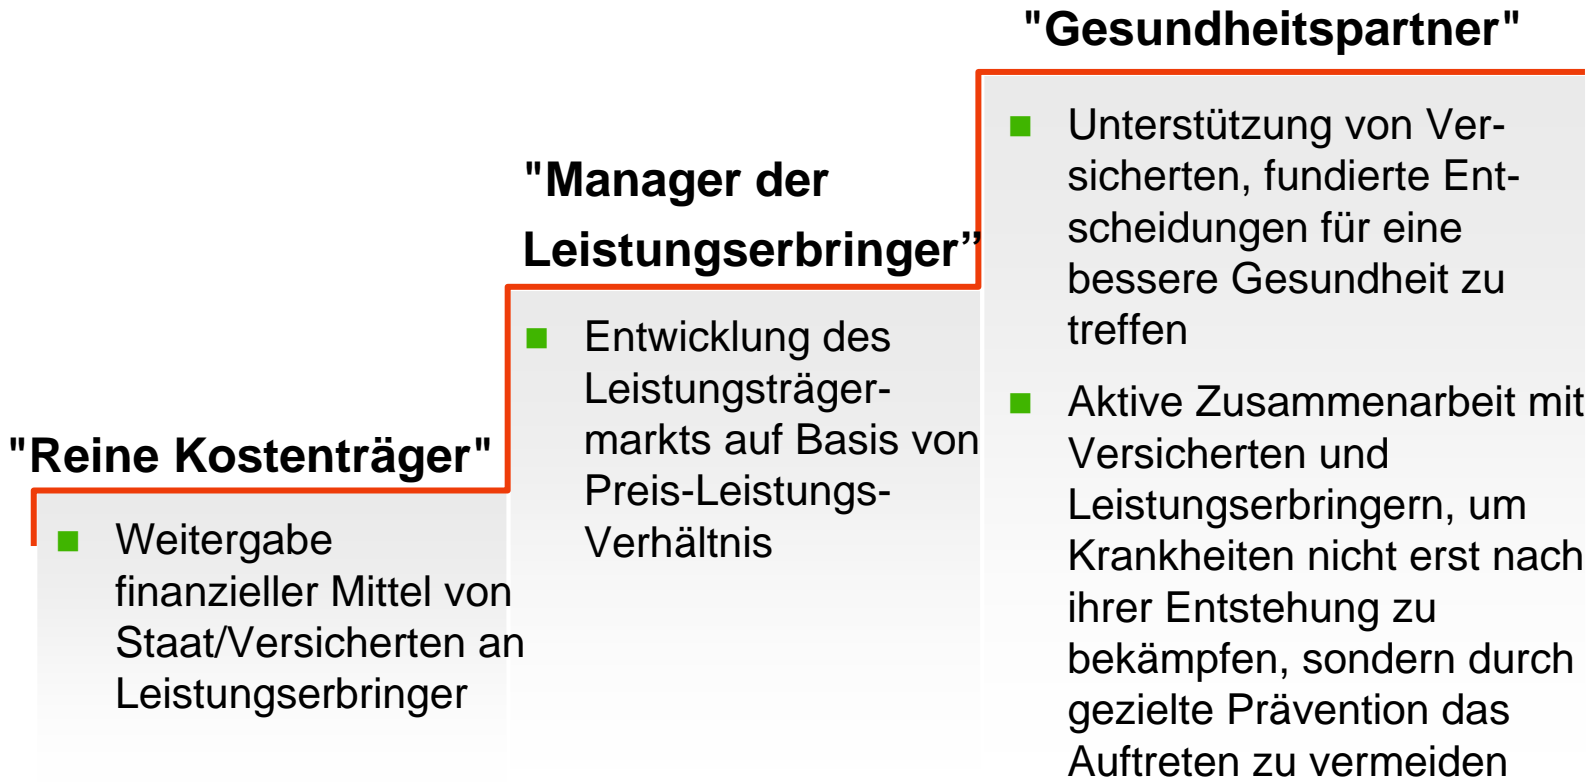 "Reine Kostenträger"
Weitergabe
finanzieller Mittel von
Staat/Versicherten an
Leistungserbringer
"Manager der
Leistungserbringer”
Entwicklung des
Leistungsträger-
markts auf Basis von
Preis-Leistungs-
Verhältnis
"Gesundheitspartner"
Unterstützung von Ver-
sicherten, fundierte Ent-
scheidungen für eine
bessere Gesundheit zu
treffen
Aktive Zusammenarbeit mit
Versicherten und
Leistungserbringern, um
Krankheiten nicht erst nach
ihrer Entstehung zu
bekämpfen, sondern durch
gezielte Prävention das
Auftreten zu vermeiden